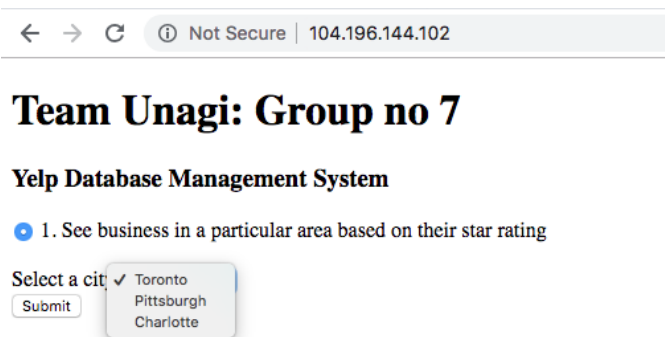 Not Secure | 104.196.144.102
Team Unagi: Group no 7
Yelp Database Management System
1. See business in a particular area based on their star rating
Select a city
✓ Toronto
Pittsburgh
Charlotte
Submit